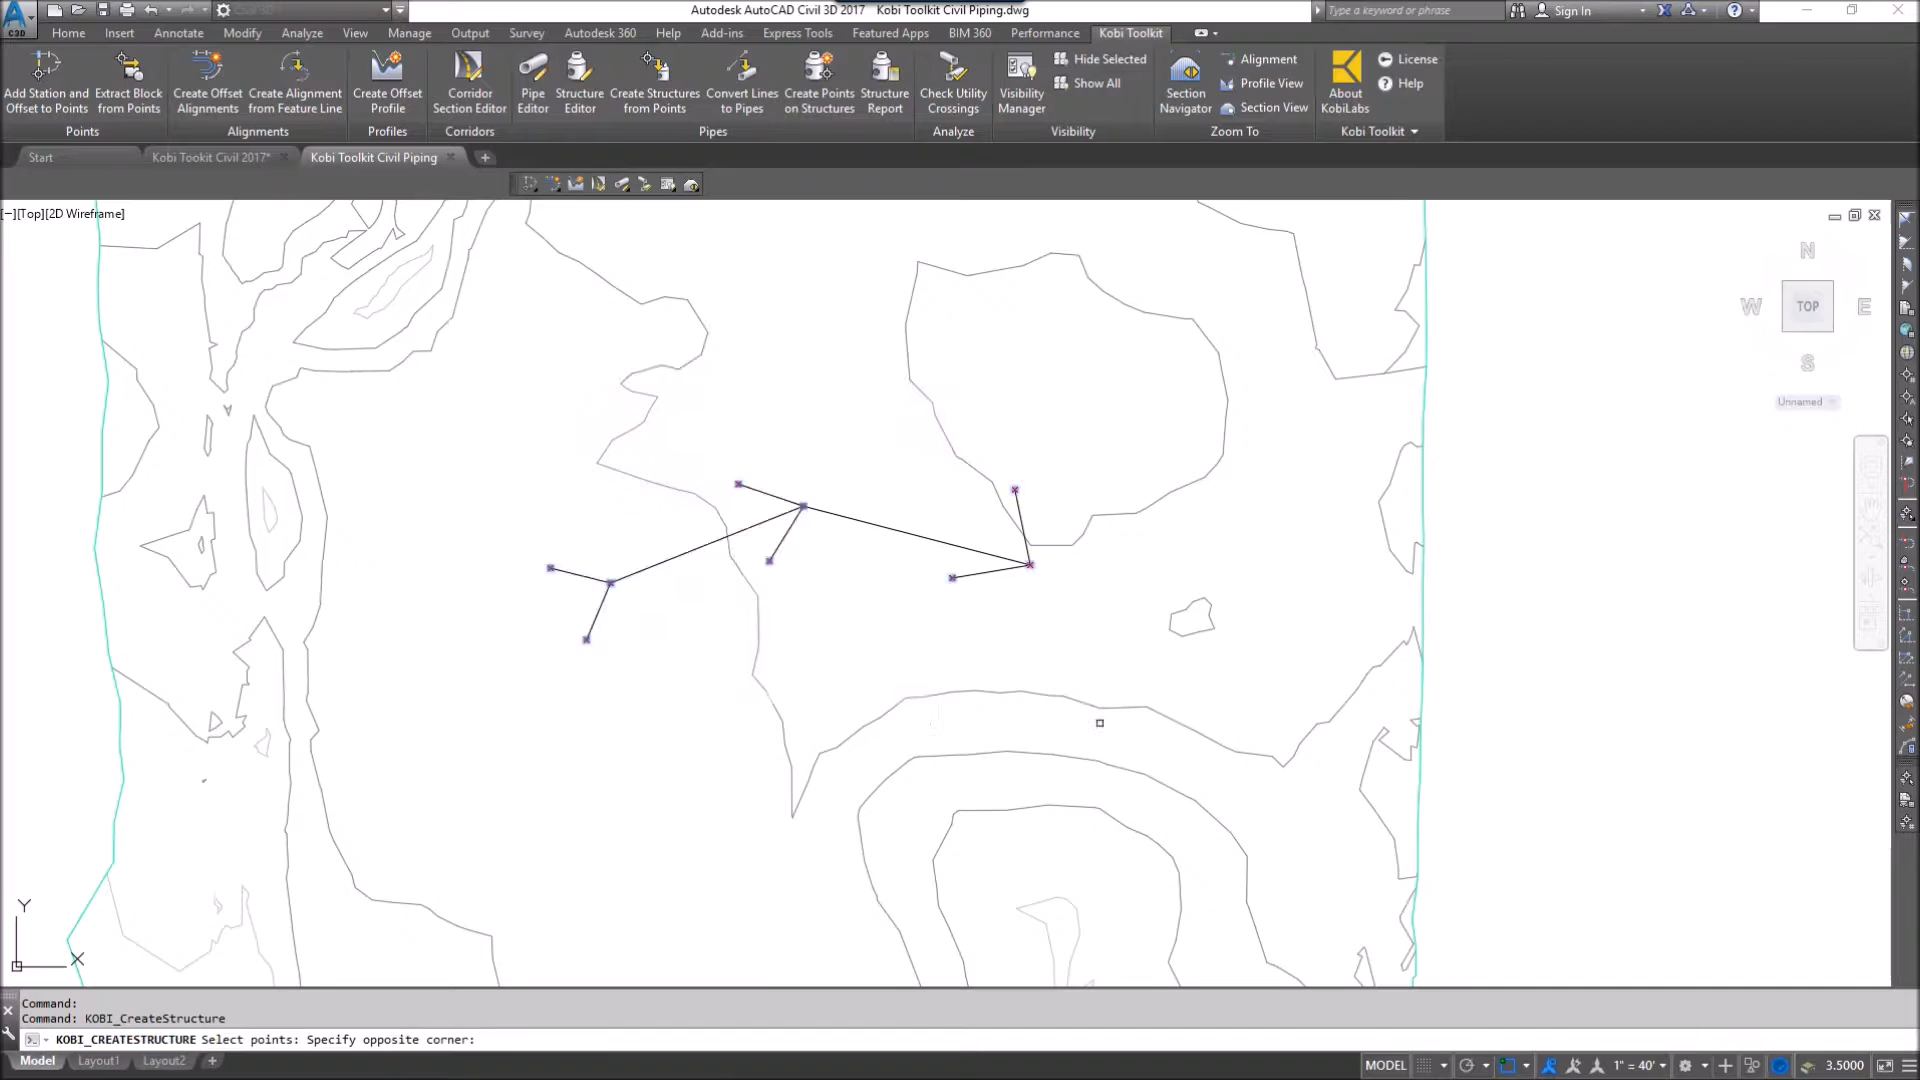 Autodesk AutoCAD Civil 3D 2017 Kobi Toolkit Civil Piping.dwg
Type a keyword or phrase
Sign In
C3D
Home Insert Annotate Modify Analyze View Manage Output Survey Autodesk 360 Help Add-ins Express Tools Featured Apps BIM 360 Performance Kobi Toolkit
Add Station and
Offset to Points
Extract Block
from Points
Create Offset
Alignments
Create Alignment
from Feature Line
Create Offset
Profile
Corridor
Section Editor
Pipe
Editor
Structure
Editor
Create Structures
from Points
Convert Lines
to Pipes
Create Points
on Structures
Structure
Report
Check Utility
Crossings
Visibility
Manager
Hide Selected
Show All
Section
Navigator
Alignment
Profile View
Section View
About
KobiLabs
License
Help
Points Alignments Profiles Corridors Pipes Analyze Visibility Zoom To Kobi Toolkit
Start Kobi Tookit Civil 2017* Kobi Toolkit Civil Piping
[−][Top][2D Wireframe]
N
W TOP E
S
Unnamed
Y
X
Command:
Command: KOBI_CreateStructure
KOBI_CREATESTRUCTURE Select points: Specify opposite corner:
Model Layout1 Layout2 +
MODEL 1" = 40' 3.5000